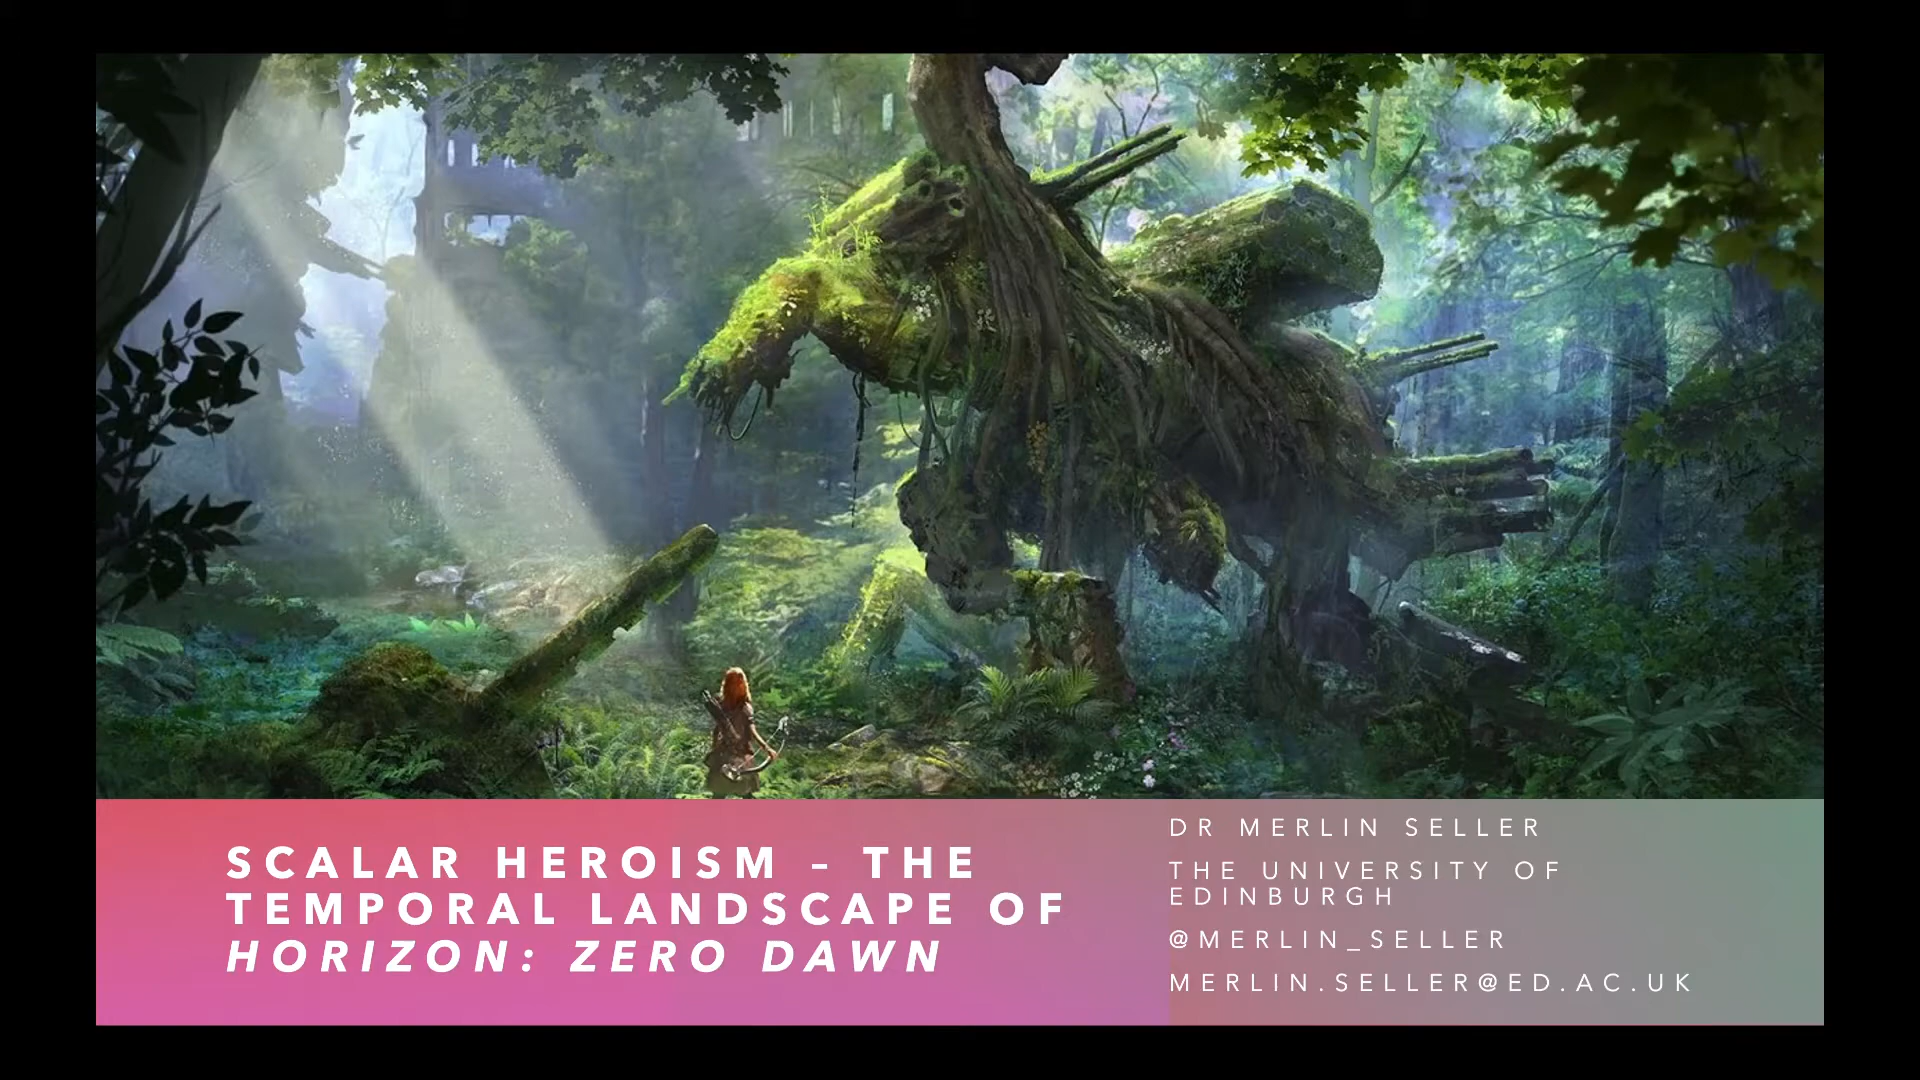 SCALAR HEROISM – THE
TEMPORAL LANDSCAPE OF
HORIZON: ZERO DAWN
DR MERLIN SELLER
THE UNIVERSITY OF
EDINBURGH
@MERLIN_SELLER
MERLIN.SELLER@ED.AC.UK